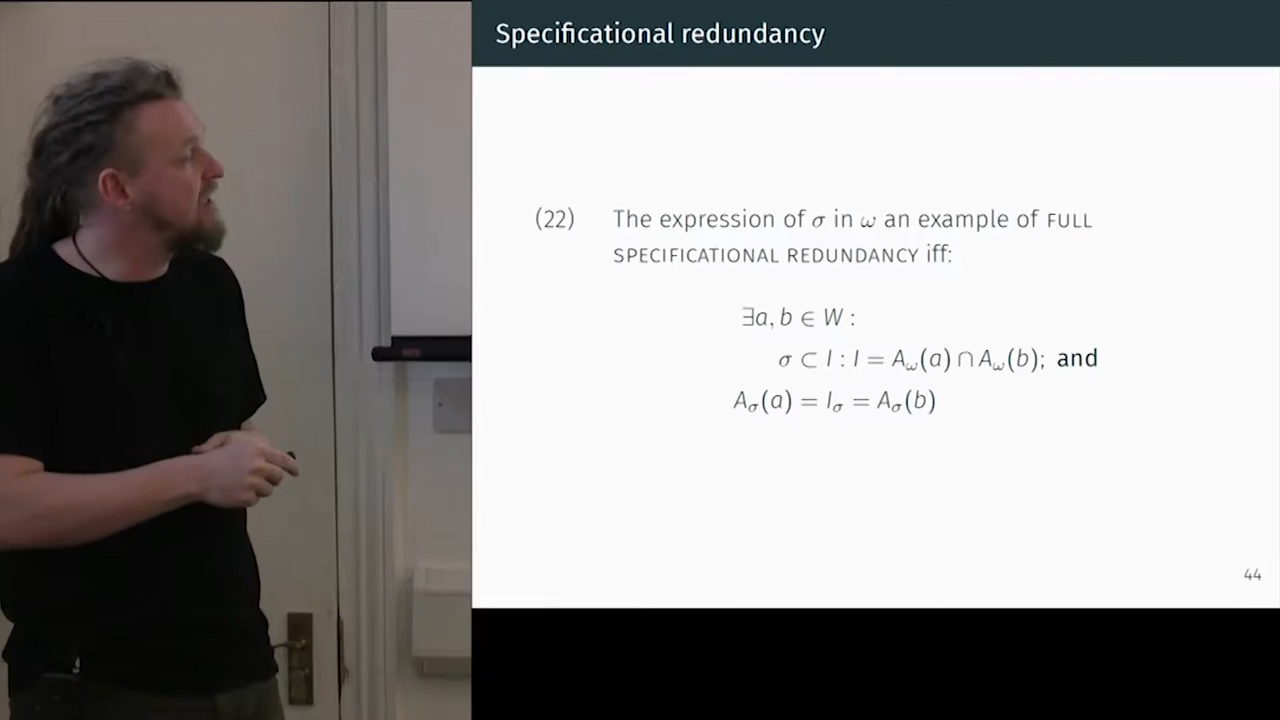 Specificational redundancy
(22) The expression of σ in ω an example of FULL
SPECIFICATIONAL REDUNDANCY iff:
∃a, b ∈ W :
σ ⊂ I : I = Aω(a) ∩ Aω(b); and
Aσ(a) = Iσ = Aσ(b)
44